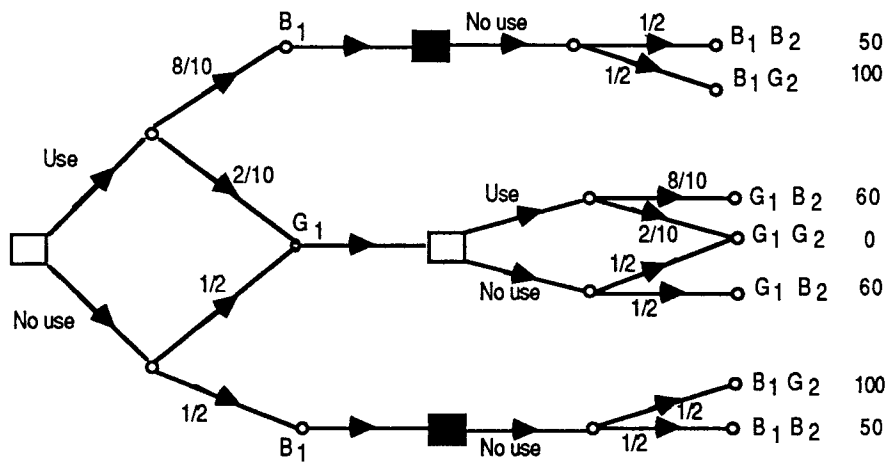 B1 No use 1/2 B1 B2 50
8/10 1/2 B1 G2 100
Use 2/10 Use 8/10 G1 B2 60
G1 2/10 G1 G2 0
1/2 1/2
No use No use 1/2 G1 B2 60
B1 G2 100
1/2 1/2
B1 No use 1/2 B1 B2 50